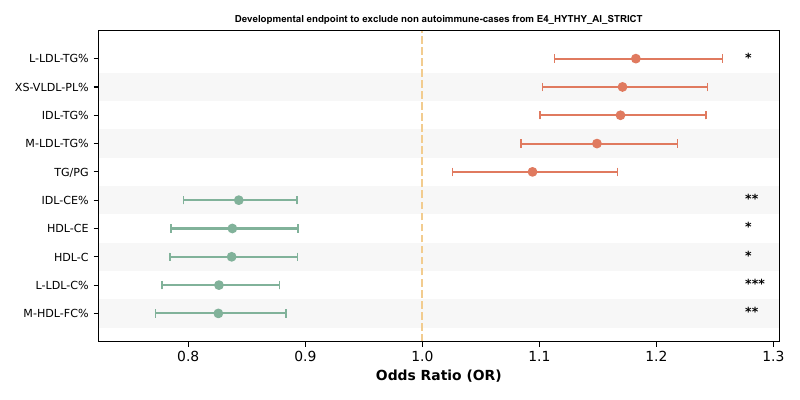 Developmental endpoint to exclude non autoimmune-cases from E4_HYTHY_AI_STRICT
L-LDL-TG% *
XS-VLDL-PL%
IDL-TG%
M-LDL-TG%
TG/PG
IDL-CE% **
HDL-CE *
HDL-C *
L-LDL-C% ***
M-HDL-FC% **
0.8 0.9 1.0 1.1 1.2 1.3
Odds Ratio (OR)